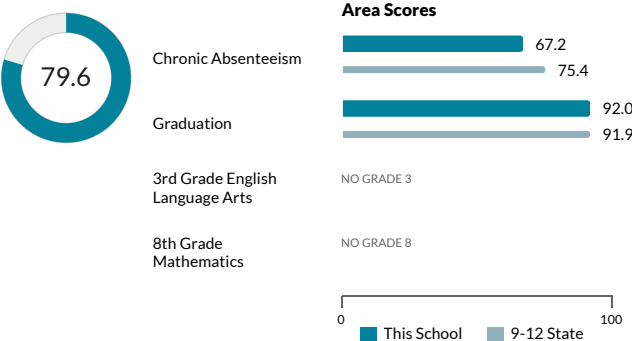 Area Scores
79.6
Chronic Absenteeism
67.2
75.4
Graduation
92.0
91.9
3rd Grade English
Language Arts
NO GRADE 3
8th Grade
Mathematics
NO GRADE 8
0
100
This School
9-12 State